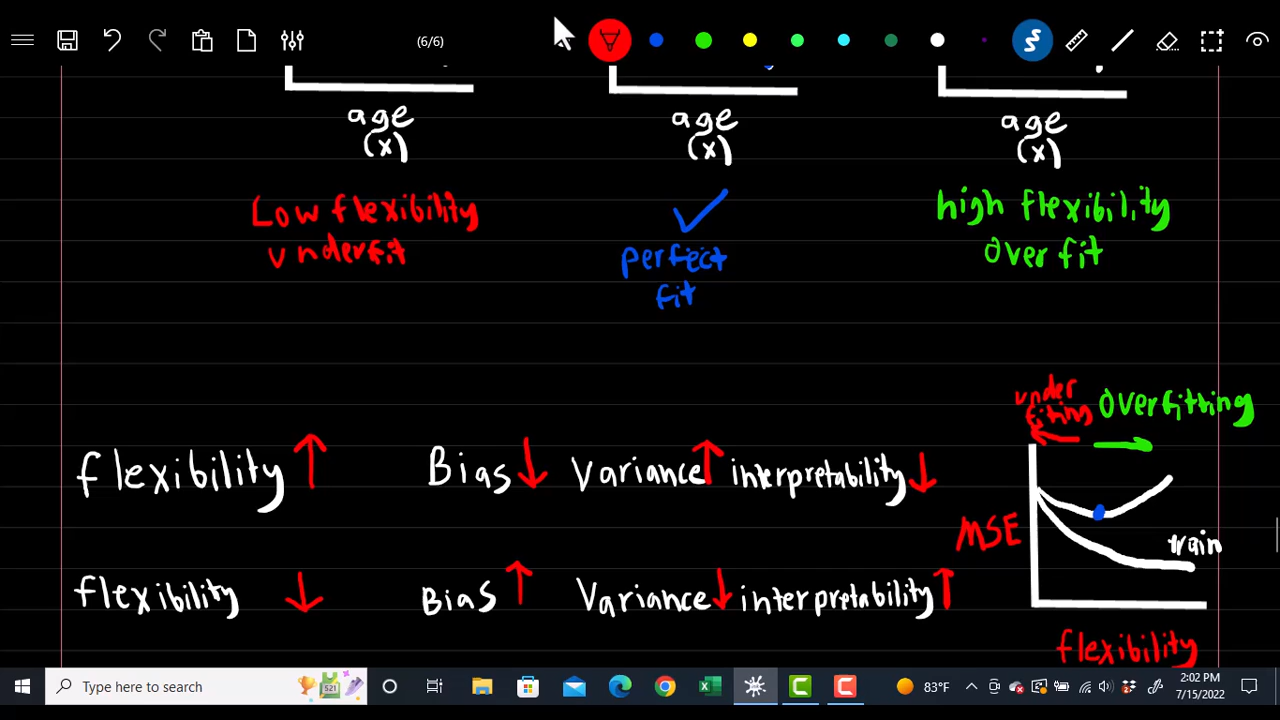 (6/6)
age
(x)
age
(x)
age
(x)
Low flexibility
underfit
perfect
fit
high flexibility
Over fit
under
fiting
Overfitting
flexibility ↑ Bias ↓ Variance ↑ interpretability ↓
MSE
train
flexibility ↓ Bias ↑ Variance ↓ interpretability ↑
flexibility
Type here to search
521
83°F
2:02 PM
7/15/2022